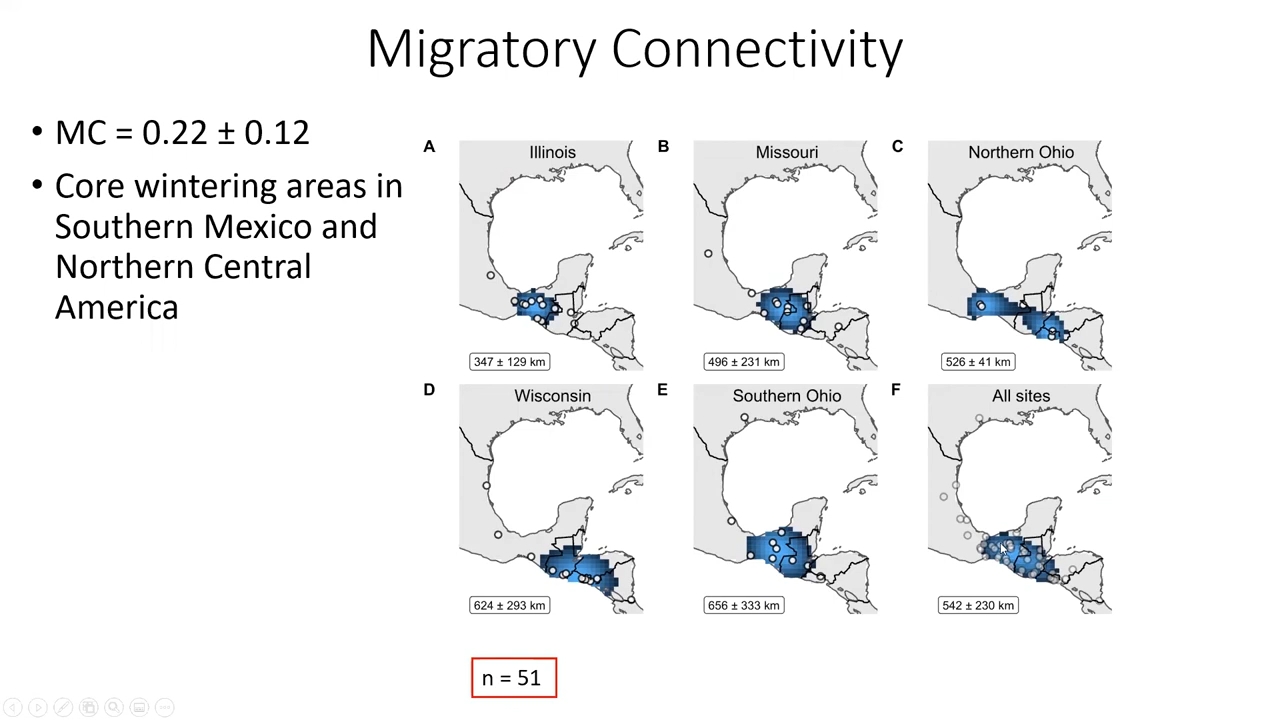 Migratory Connectivity
• MC = 0.22 ± 0.12
• Core wintering areas in
Southern Mexico and
Northern Central
America
A
Illinois
347 ± 129 km
B
Missouri
496 ± 231 km
C
Northern Ohio
526 ± 41 km
D
Wisconsin
624 ± 293 km
E
Southern Ohio
656 ± 333 km
F
All sites
542 ± 230 km
n = 51